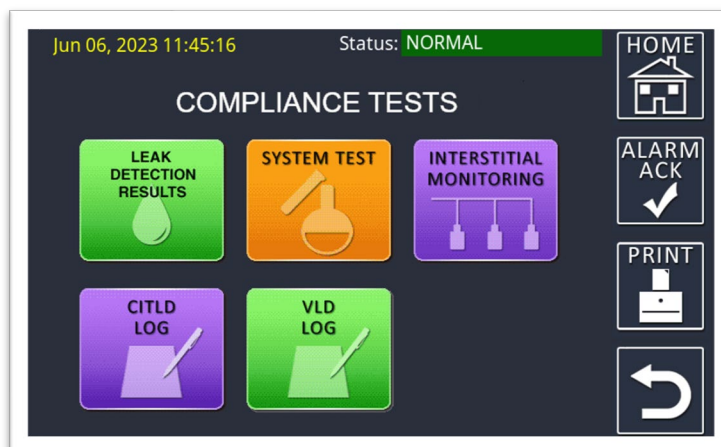 Jun 06, 2023 11:45:16 Status: NORMAL
COMPLIANCE TESTS
LEAK
DETECTION
RESULTS
SYSTEM TEST
INTERSTITIAL
MONITORING
CITLD
LOG
VLD
LOG
HOME
ALARM
ACK
PRINT